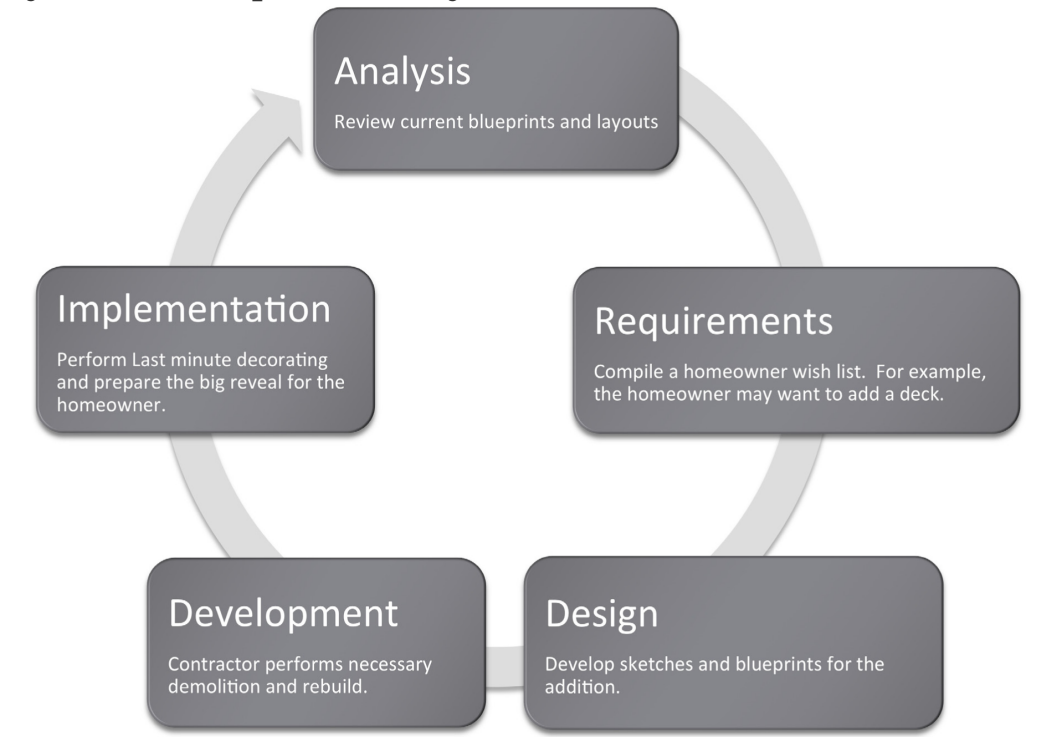 Analysis
Review current blueprints and layouts
Requirements
Compile a homeowner wish list.  For example,
the homeowner may want to add a deck.
Design
Develop sketches and blueprints for the
addition.
Development
Contractor performs necessary
demolition and rebuild.
Implementation
Perform Last minute decorating
and prepare the big reveal for the
homeowner.